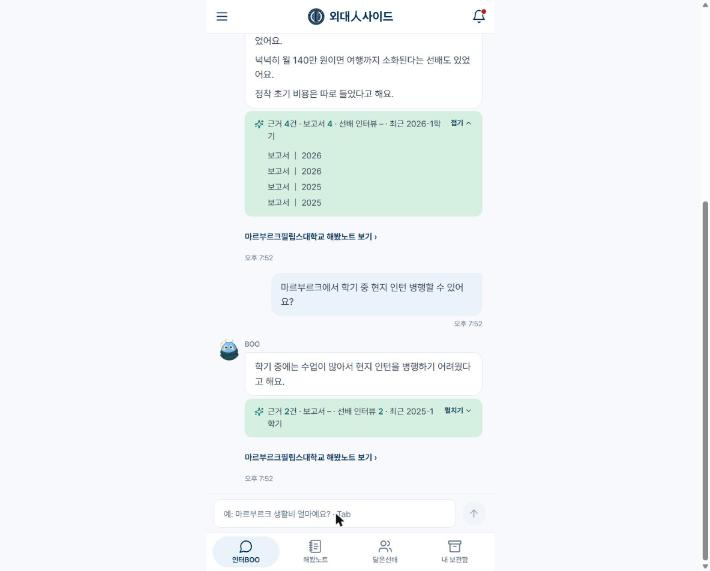 외대人사이드
었어요.
넉넉히 월 140만 원이면 여행까지 소화된다는 선배도 있었
어요.
정착 초기 비용은 따로 들었다고 해요.
근거 4건 · 보고서 4 · 선배 인터뷰 – · 최근 2026-1학
기
접기
보고서 | 2026
보고서 | 2026
보고서 | 2025
보고서 | 2025
마르부르크필립스대학교 해봤노트 보기 ›
오후 7:52
마르부르크에서 학기 중 현지 인턴 병행할 수 있어
요?
오후 7:52
BOO
학기 중에는 수업이 많아서 현지 인턴을 병행하기 어려웠다
고 해요.
근거 2건 · 보고서 – · 선배 인터뷰 2 · 최근 2025-1
학기
펼치기
마르부르크필립스대학교 해봤노트 보기 ›
오후 7:52
예: 마르부르크 생활비 얼마예요? · Tab
인터BOO
해봤노트
닮은선배
내 보관함